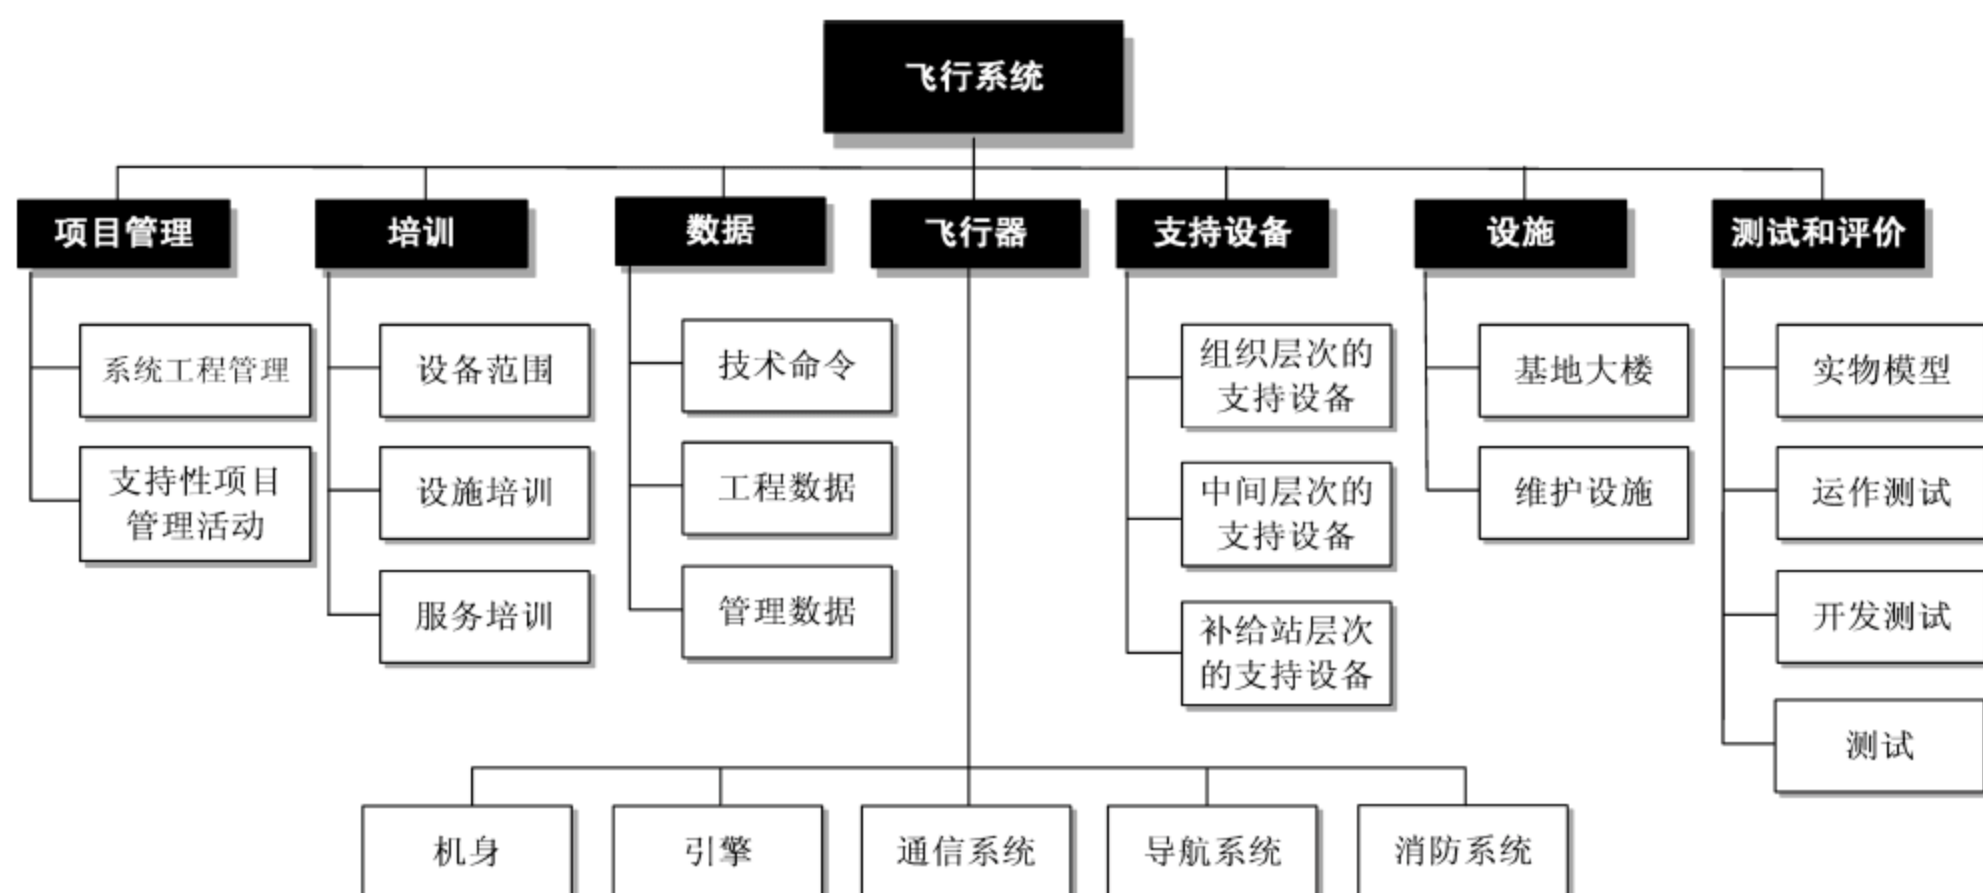 飞行系统
项目管理
培训
数据
飞行器
支持设备
设施
测试和评价
系统工程管理
支持性项目
管理活动
设备范围
设施培训
服务培训
技术命令
工程数据
管理数据
组织层次的
支持设备
中间层次的
支持设备
补给站层次
的支持设备
基地大楼
维护设施
实物模型
运作测试
开发测试
测试
机身
引擎
通信系统
导航系统
消防系统